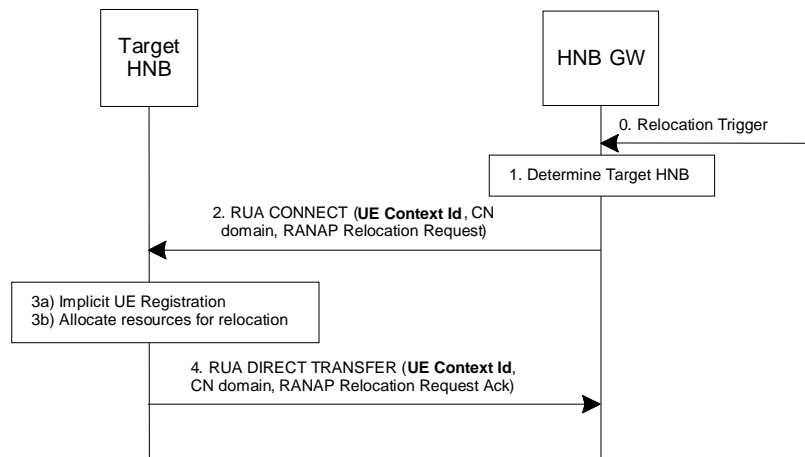 Target
HNB
HNB GW
0. Relocation Trigger
1. Determine Target HNB
2. RUA CONNECT (UE Context Id, CN
domain, RANAP Relocation Request)
3a) Implicit UE Registration
3b) Allocate resources for relocation
4. RUA DIRECT TRANSFER (UE Context Id,
CN domain, RANAP Relocation Request Ack)